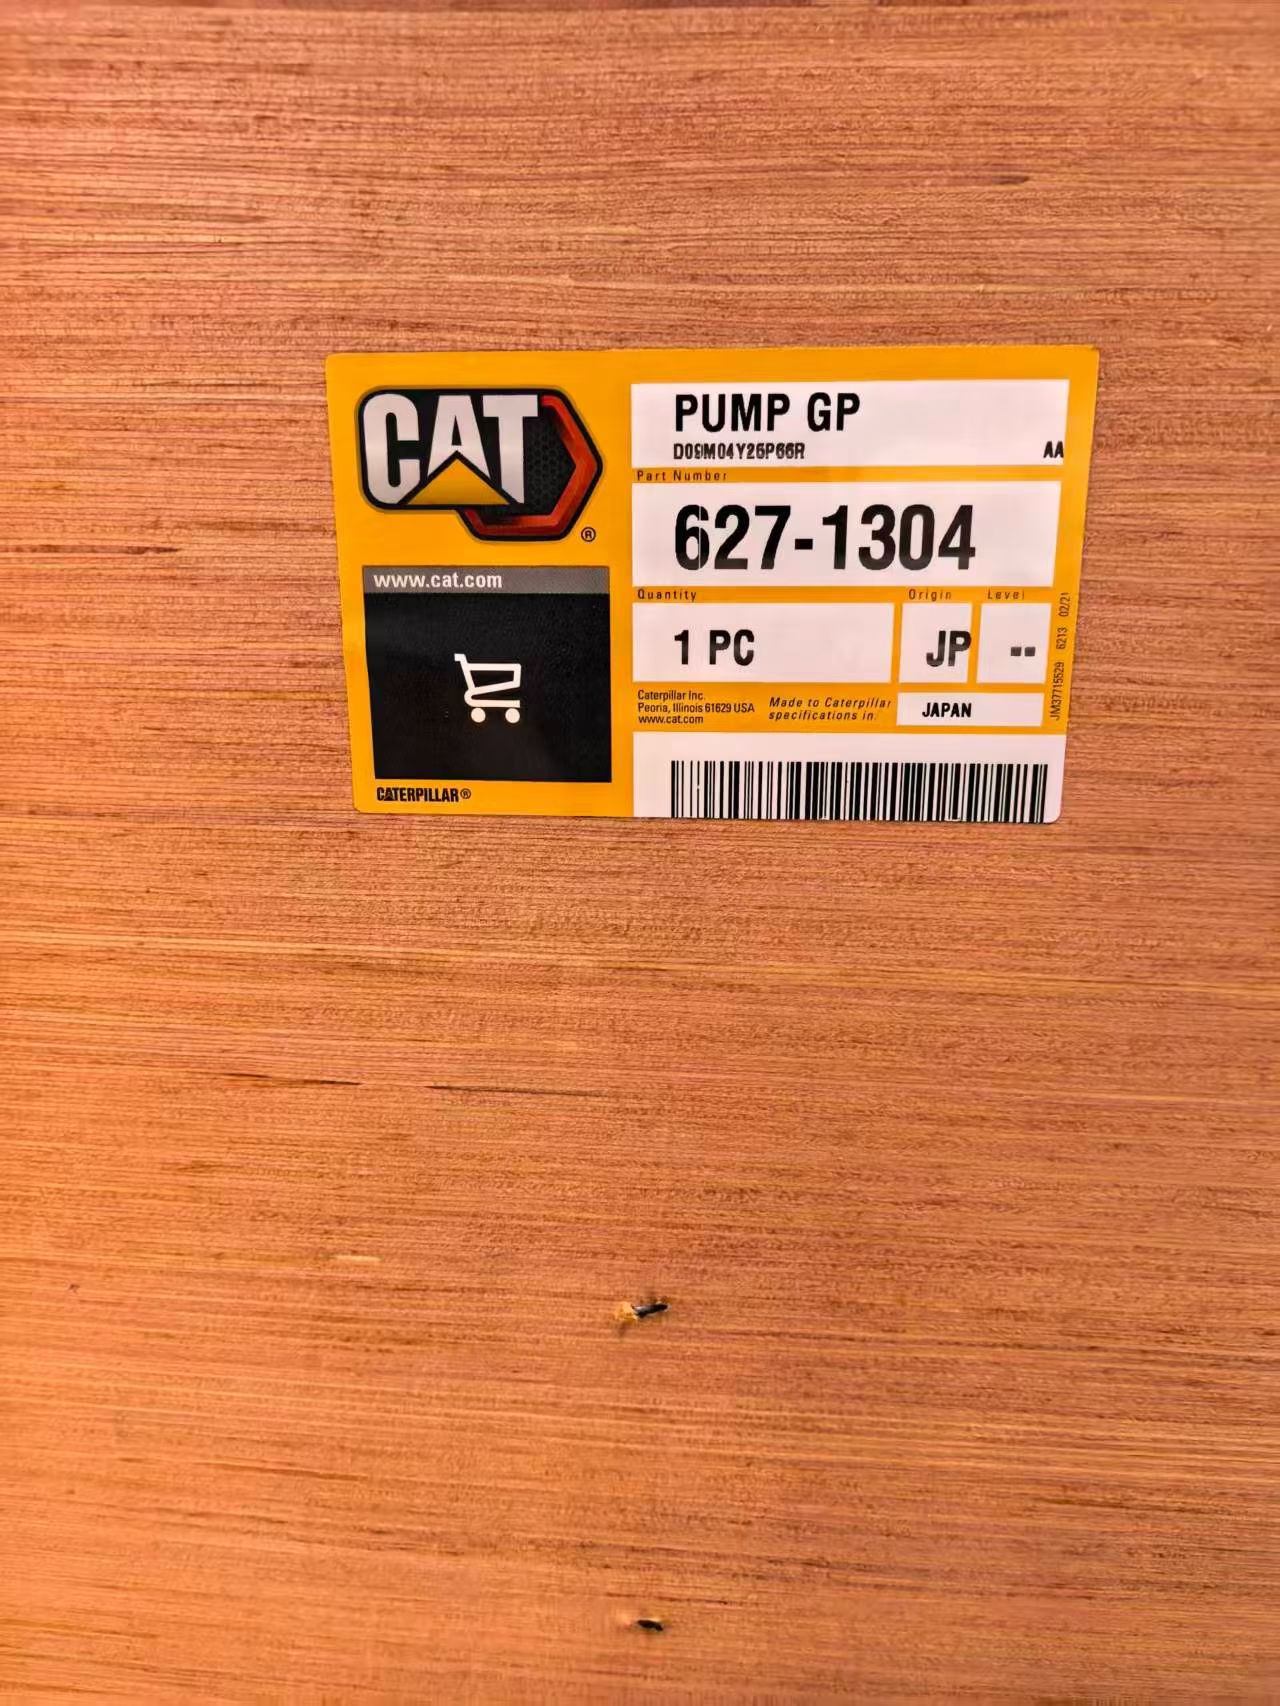 CAT
®
www.cat.com
CATERPILLAR®
PUMP GP
D09M04Y25P66R AA
Part Number
627-1304
Quantity Origin Level
1 PC JP --
Caterpillar Inc.
Peoria, Illinois 61629 USA
www.cat.com
Made to Caterpillar
specifications in:
JAPAN
JM37715529 6213 02/21